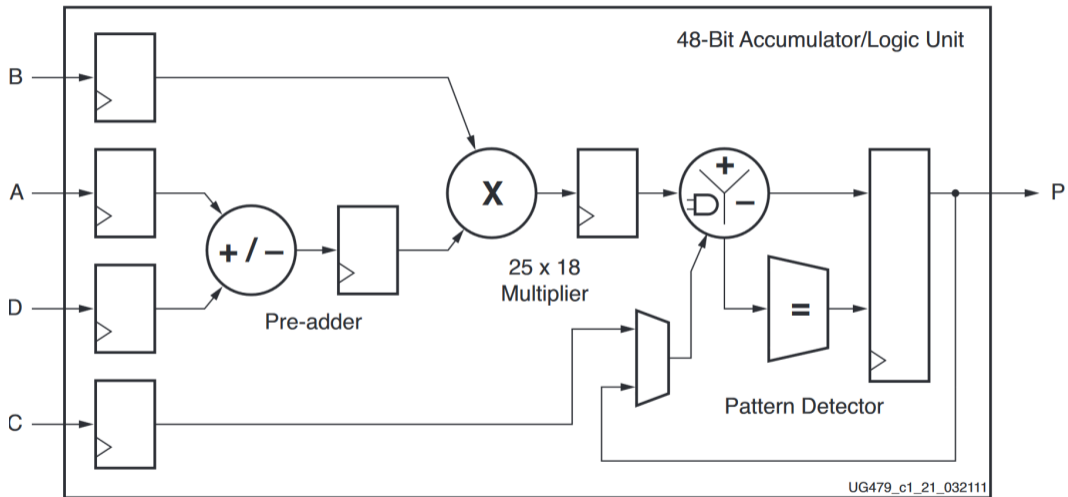 48-Bit Accumulator/Logic Unit
B
A
X
+
−
P
+ / −
25 x 18
Multiplier
D
Pre-adder
=
Pattern Detector
C
UG479_c1_21_032111